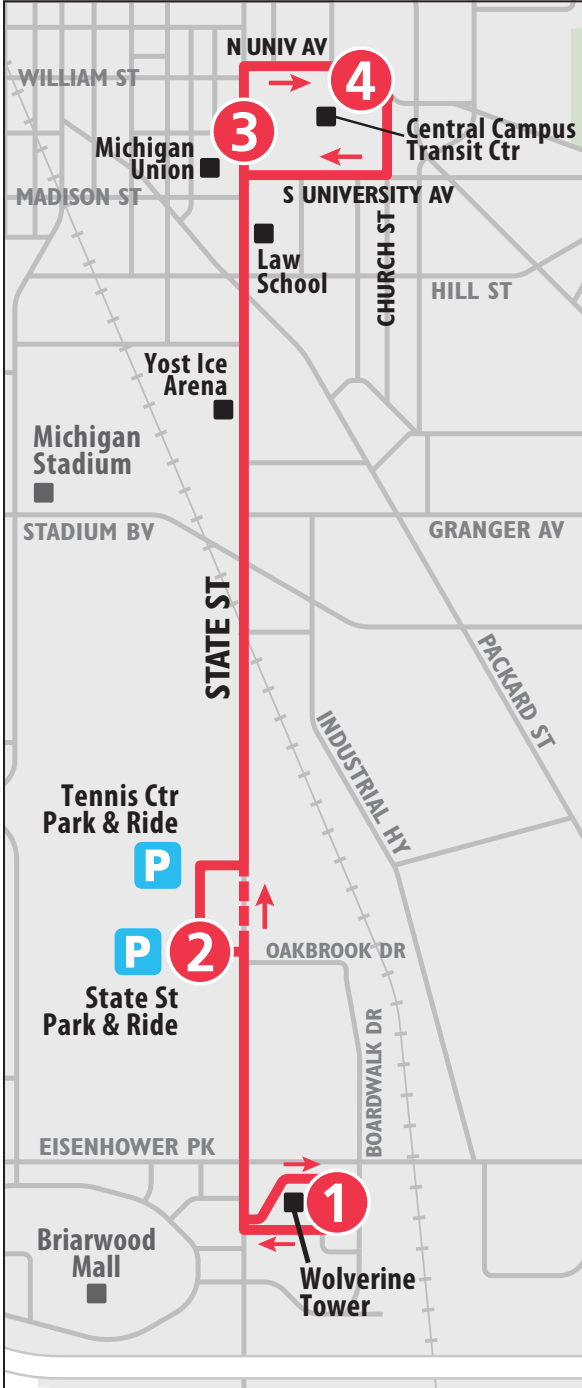 N UNIV AV
WILLIAM ST
4
3
Central Campus
Transit Ctr
Michigan
Union
MADISON ST
S UNIVERSITY AV
CHURCH ST
Law
School
HILL ST
Yost Ice
Arena
Michigan
Stadium
STADIUM BV
GRANGER AV
STATE ST
PACKARD ST
INDUSTRIAL HY
Tennis Ctr
Park & Ride
P
P
2
OAKBROOK DR
State St
Park & Ride
BOARDWALK DR
EISENHOWER PK
1
Briarwood
Mall
Wolverine
Tower